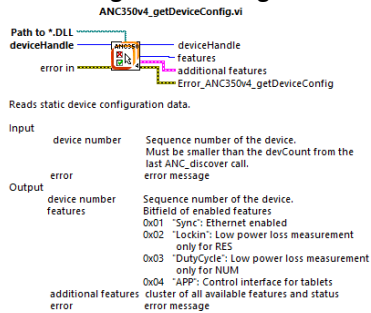 ANC350v4_getDeviceConfig.vi
Path to *.DLL
deviceHandle
ANC350
4
deviceHandle
features
error in
additional features
Error_ANC350v4_getDeviceConfig
Reads static device configuration data.
Input
device number Sequence number of the device.
Must be smaller than the devCount from the
last ANC_discover call.
error error message
Output
device number Sequence number of the device.
features Bitfield of enabled features
0x01 "Sync": Ethernet enabled
0x02 "Lockin": Low power loss measurement
only for RES
0x03 "DutyCycle": Low power loss measurement
only for NUM
0x04 "APP": Control interface for tablets
additional features cluster of all available features and status
error error message